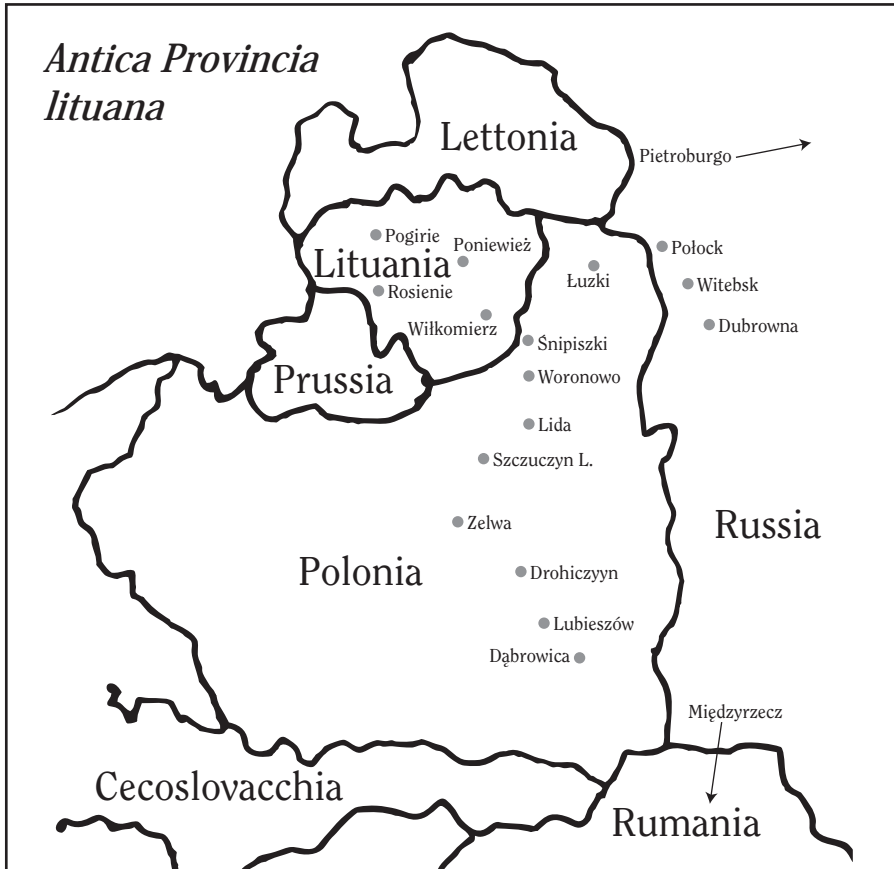 Antica Provincia
lituana
Lettonia
Pietroburgo
Pogirie
Poniewież
Połock
Lituania
Łuzki
Witebsk
Rosienie
Wiłkomierz
Dubrowna
Śnipiszki
Prussia
Woronowo
Lida
Szczuczyn L.
Zelwa
Russia
Polonia
Drohiczyyn
Lubieszów
Dąbrowica
Międzyrzecz
Cecoslovacchia
Rumania